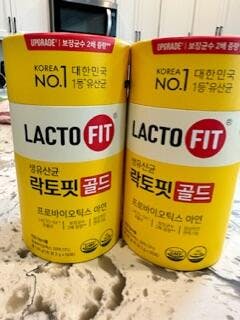 UPGRADE! 보장균수 2배 증량**
KOREA
NO.1
대한민국
1등*유산균
LACTO FIT
생유산균
락토핏 골드
프로바이오틱스 아연
UPGRADE! 보장균수 2배 증량**
KOREA
NO.1
대한민국
1등*유산균
LACTO FIT
생유산균
락토핏 골드
프로바이오틱스 아연